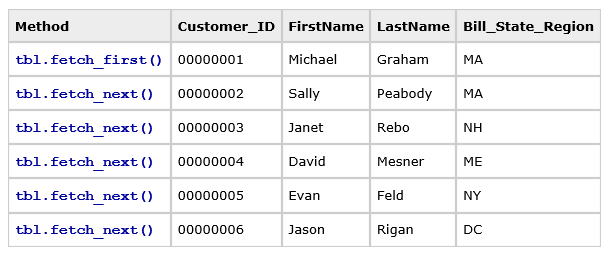 Method Customer_ID FirstName LastName Bill_State_Region
tbl.fetch_first() 00000001 Michael Graham MA
tbl.fetch_next() 00000002 Sally Peabody MA
tbl.fetch_next() 00000003 Janet Rebo NH
tbl.fetch_next() 00000004 David Mesner ME
tbl.fetch_next() 00000005 Evan Feld NY
tbl.fetch_next() 00000006 Jason Rigan DC